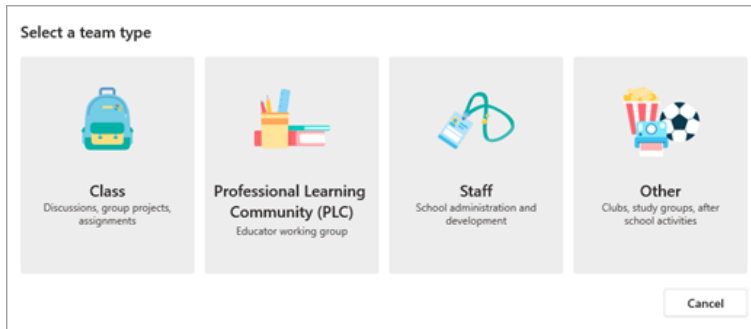 Select a team type
Class
Discussions, group projects,
assignments
Professional Learning
Community (PLC)
Educator working group
Staff
School administration and
development
Other
Clubs, study groups, after
school activities
Cancel